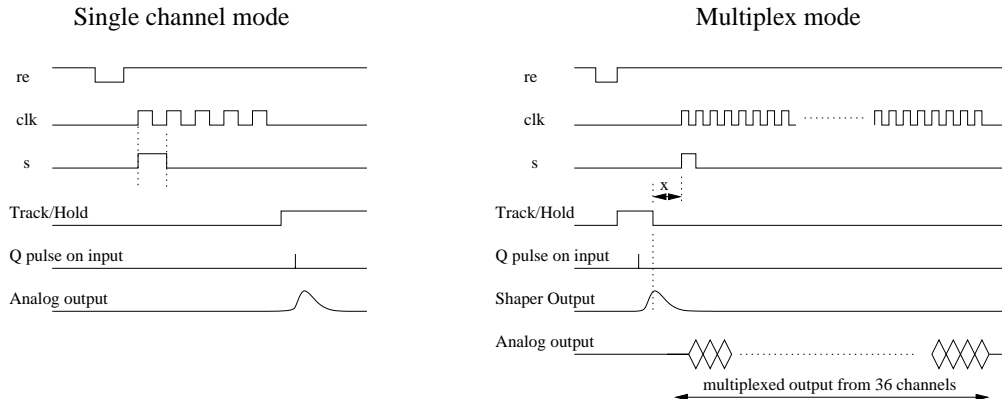 Single channel mode
re
clk
s
Track/Hold
Q pulse on input
Analog output
Multiplex mode
re
clk
s
x
Track/Hold
Q pulse on input
Shaper Output
Analog output
multiplexed output from 36 channels